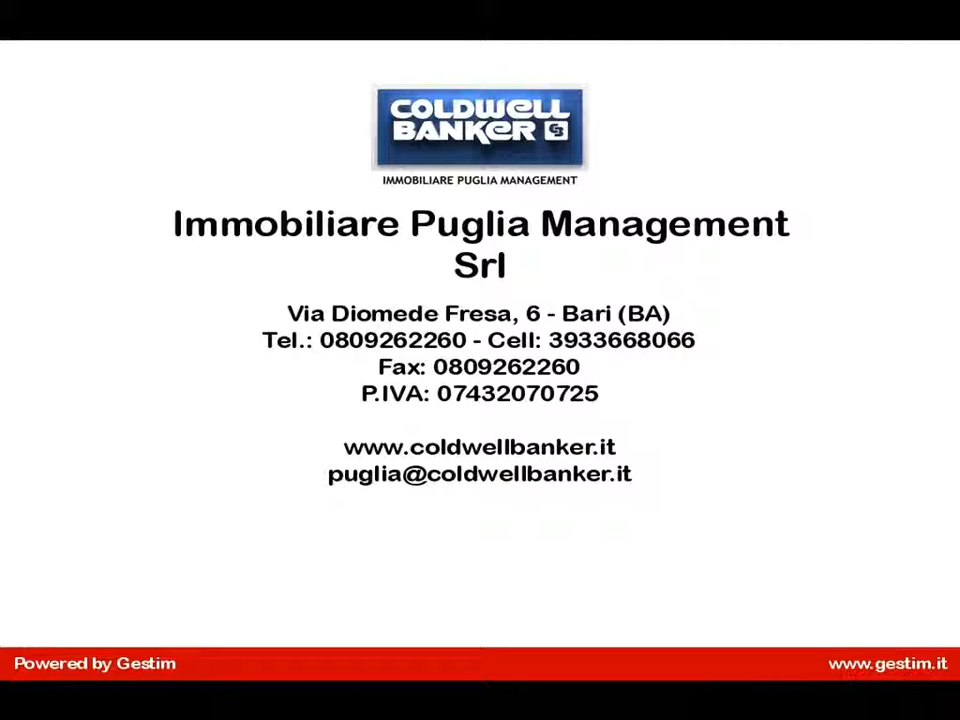 COLDWELL
BANKER CB
IMMOBILIARE PUGLIA MANAGEMENT
Immobiliare Puglia Management
Srl
Via Diomede Fresa, 6 - Bari (BA)
Tel.: 0809262260 - Cell: 3933668066
Fax: 0809262260
P.IVA: 07432070725
www.coldwellbanker.it
puglia@coldwellbanker.it
Powered by Gestim
www.gestim.it